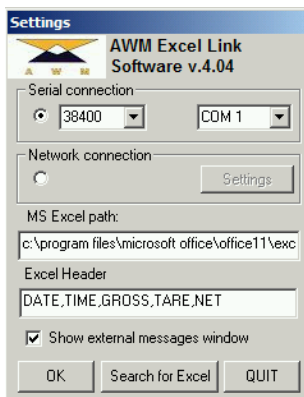 Settings
AWM Excel Link
Software v.4.04
A W M
Serial connection
38400 COM 1
Network connection
Settings
MS Excel path:
c:\program files\microsoft office\office11\exc
Excel Header
DATE,TIME,GROSS,TARE,NET
Show external messages window
OK Search for Excel QUIT